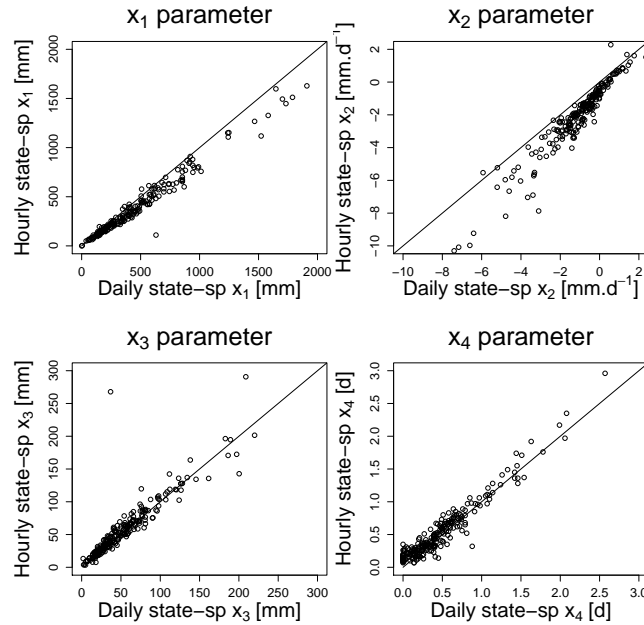 x₁ parameter
Hourly state−sp x₁ [mm]
0 500 1000 1500 2000
0 500 1000 1500 2000
Daily state−sp x₁ [mm]
x₂ parameter
Hourly state−sp x₂ [mm.d⁻¹]
−10 −8 −6 −4 −2 0 2
−10 −8 −6 −4 −2 0 2
Daily state−sp x₂ [mm.d⁻¹]
x₃ parameter
Hourly state−sp x₃ [mm]
0 50 100 150 200 250 300
0 50 100 150 200 250 300
Daily state−sp x₃ [mm]
x₄ parameter
Hourly state−sp x₄ [d]
0.0 0.5 1.0 1.5 2.0 2.5 3.0
0.0 0.5 1.0 1.5 2.0 2.5 3.0
Daily state−sp x₄ [d]